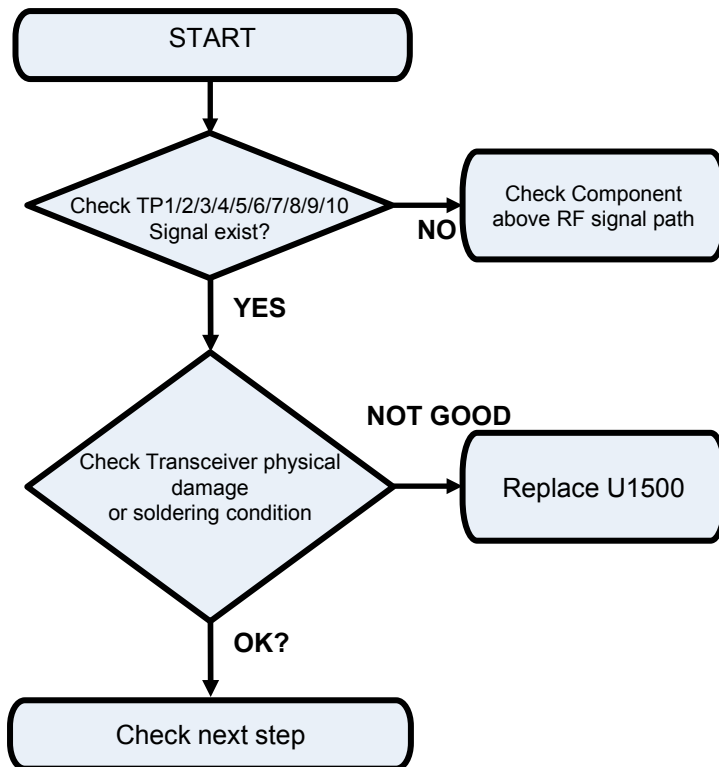 START
Check TP1/2/3/4/5/6/7/8/9/10
Signal exist?
NO
Check Component
above RF signal path
YES
Check Transceiver physical
damage
or soldering condition
NOT GOOD
Replace U1500
OK?
Check next step